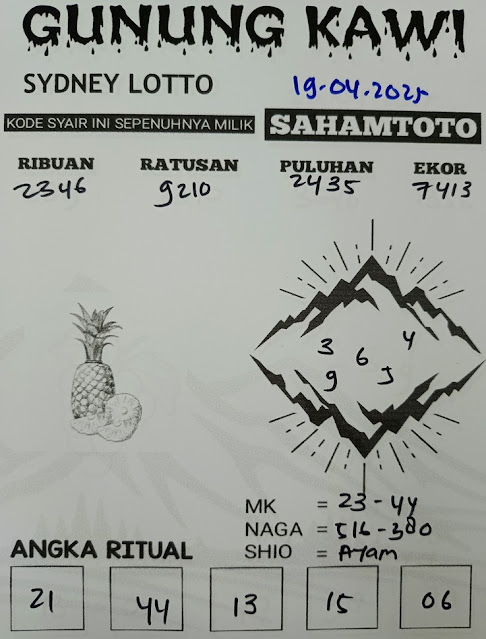 GUNUNG KAWI
SYDNEY LOTTO 19-04-2025
KODE SYAIR INI SEPENUHNYA MILIK SAHAMTOTO
RIBUAN RATUSAN PULUHAN EKOR
2346 9210 2435 7413
3 6 4
9 5
MK = 23-44
NAGA = 516-380
SHIO = Ayam
ANGKA RITUAL
21 44 13 15 06